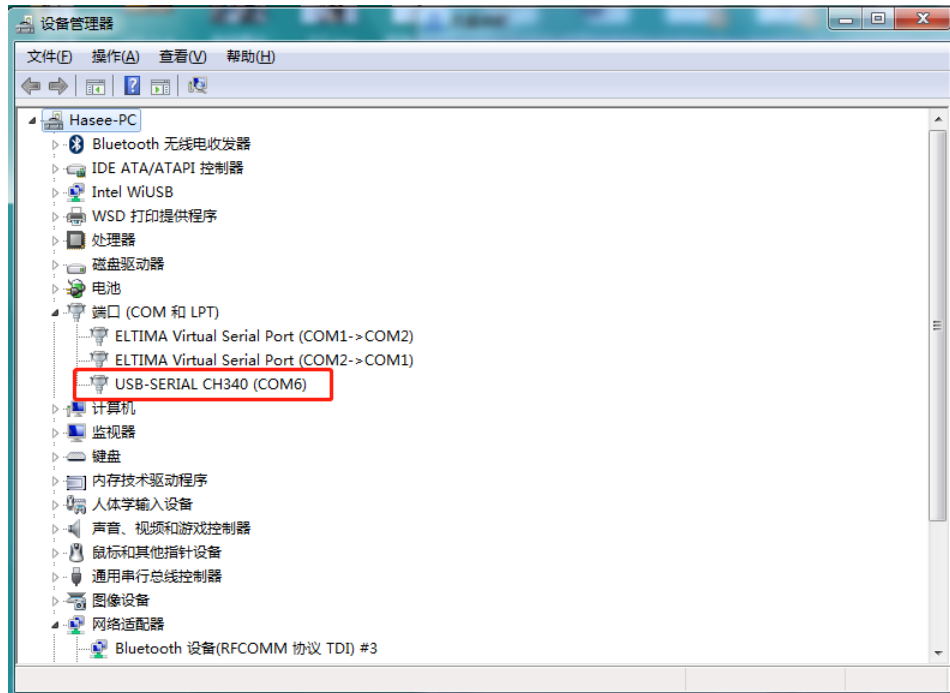 设备管理器
文件(F) 操作(A) 查看(V) 帮助(H)
Hasee-PC
Bluetooth 无线电收发器
IDE ATA/ATAPI 控制器
Intel WiUSB
WSD 打印提供程序
处理器
磁盘驱动器
电池
端口 (COM 和 LPT)
ELTIMA Virtual Serial Port (COM1->COM2)
ELTIMA Virtual Serial Port (COM2->COM1)
USB-SERIAL CH340 (COM6)
计算机
监视器
键盘
内存技术驱动程序
人体学输入设备
声音、视频和游戏控制器
鼠标和其他指针设备
通用串行总线控制器
图像设备
网络适配器
Bluetooth 设备(RFCOMM 协议 TDI) #3